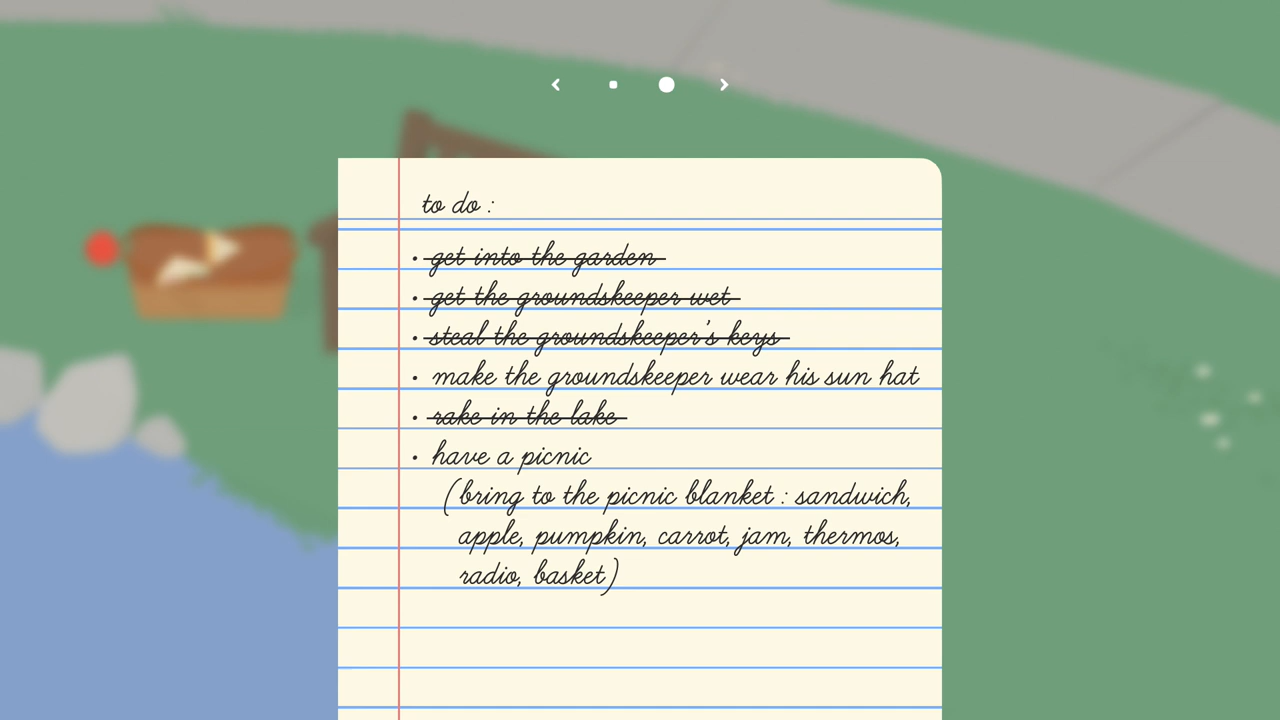 to do :
• get into the garden
• get the groundskeeper wet
• steal the groundskeeper's keys
• make the groundskeeper wear his sun hat
• rake in the lake
• have a picnic
(bring to the picnic blanket : sandwich,
apple, pumpkin, carrot, jam, thermos,
radio, basket)